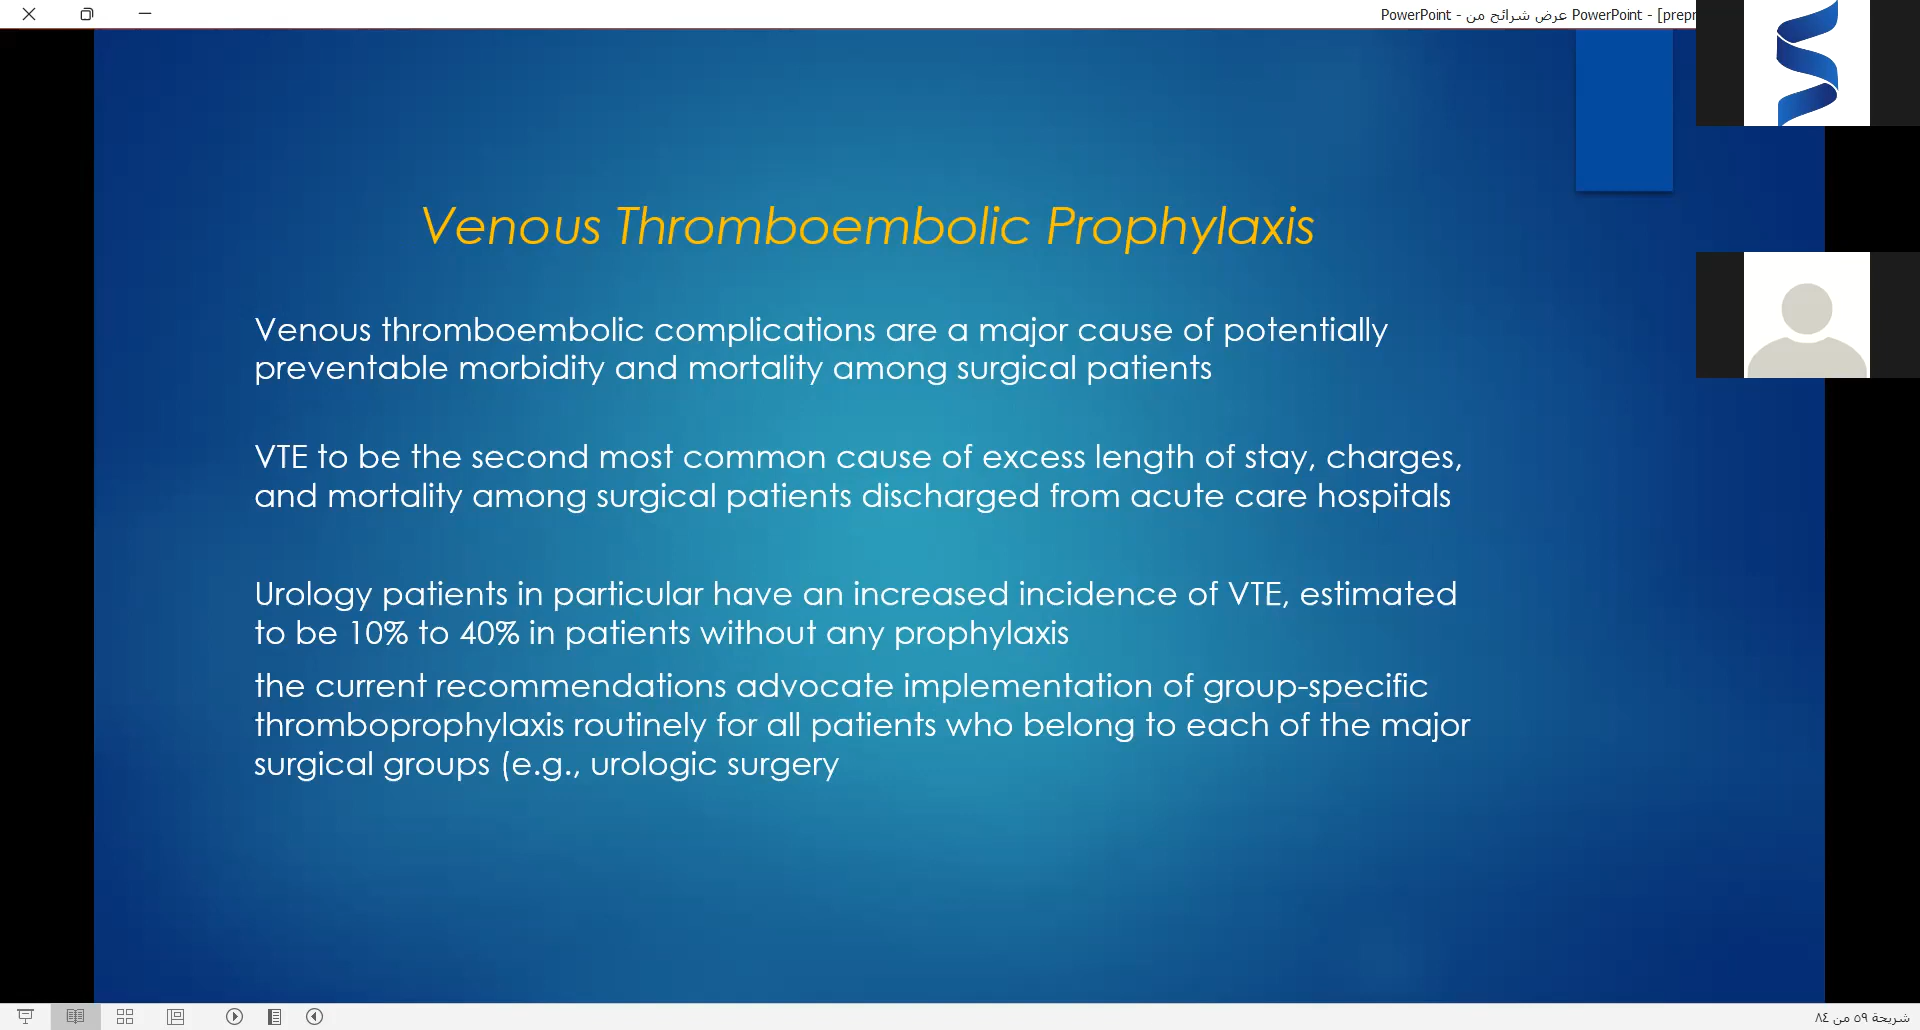 PowerPoint - عرض شرائح من PowerPoint - [prepr
Venous Thromboembolic Prophylaxis
Venous thromboembolic complications are a major cause of potentially
preventable morbidity and mortality among surgical patients
VTE to be the second most common cause of excess length of stay, charges,
and mortality among surgical patients discharged from acute care hospitals
Urology patients in particular have an increased incidence of VTE, estimated
to be 10% to 40% in patients without any prophylaxis
the current recommendations advocate implementation of group-specific
thromboprophylaxis routinely for all patients who belong to each of the major
surgical groups (e.g., urologic surgery
شريحة ٥٩ من ٨٤